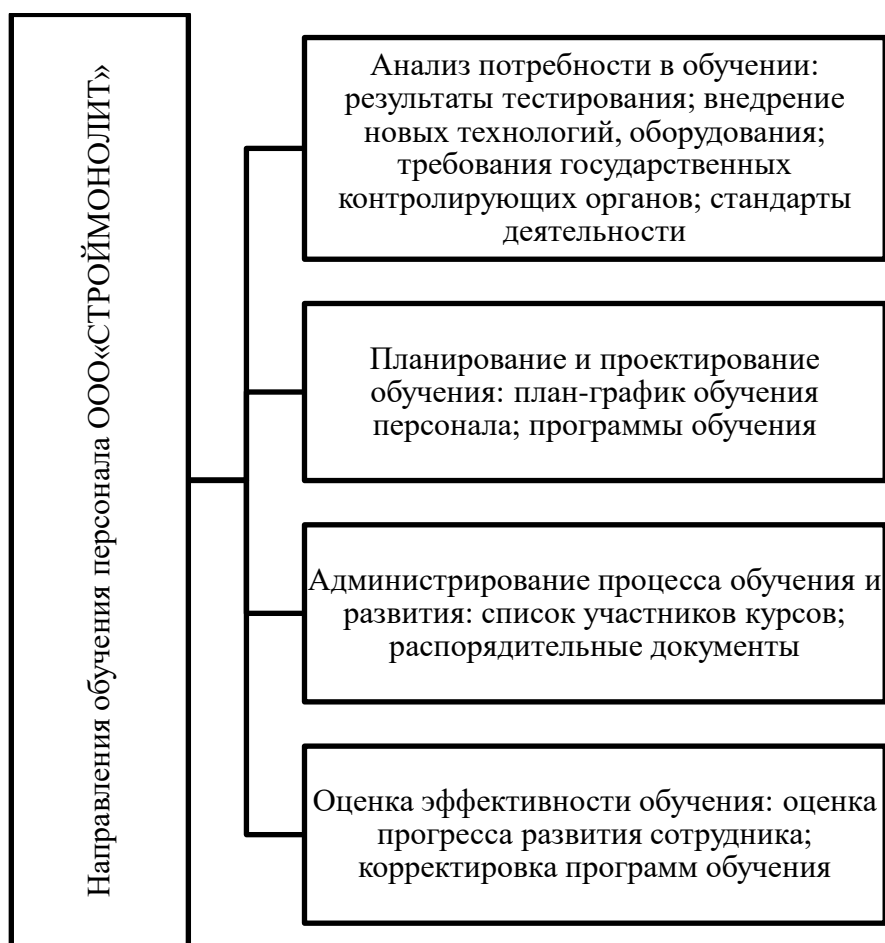 Направления обучения персонала ООО«СТРОЙМОНОЛИТ»
Анализ потребности в обучении:
результаты тестирования; внедрение
новых технологий, оборудования;
требования государственных
контролирующих органов; стандарты
деятельности
Планирование и проектирование
обучения: план-график обучения
персонала; программы обучения
Администрирование процесса обучения и
развития: список участников курсов;
распорядительные документы
Оценка эффективности обучения: оценка
прогресса развития сотрудника;
корректировка программ обучения